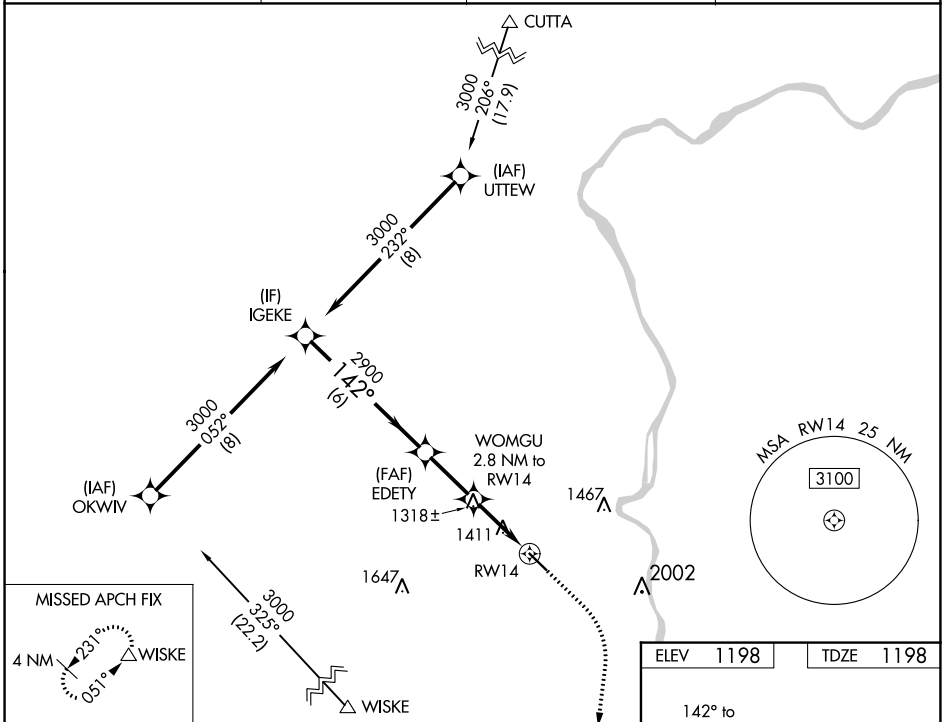 CUTTA
3000
206°
(17.9)
(IAF)
UTTEW
3000
232°
(8)
(IF)
IGEKE
2900
142°
(6)
3000
052°
(8)
(IAF)
OKWIV
WOMGU
2.8 NM to
RW14
(FAF)
EDETY
1318±
1411
1467
RW14
1647
2002
MSA RW14 25 NM
3100
3000
325°
(22.2)
WISKE
MISSED APCH FIX
4 NM
231°
051°
WISKE
ELEV 1198
TDZE 1198
142° to